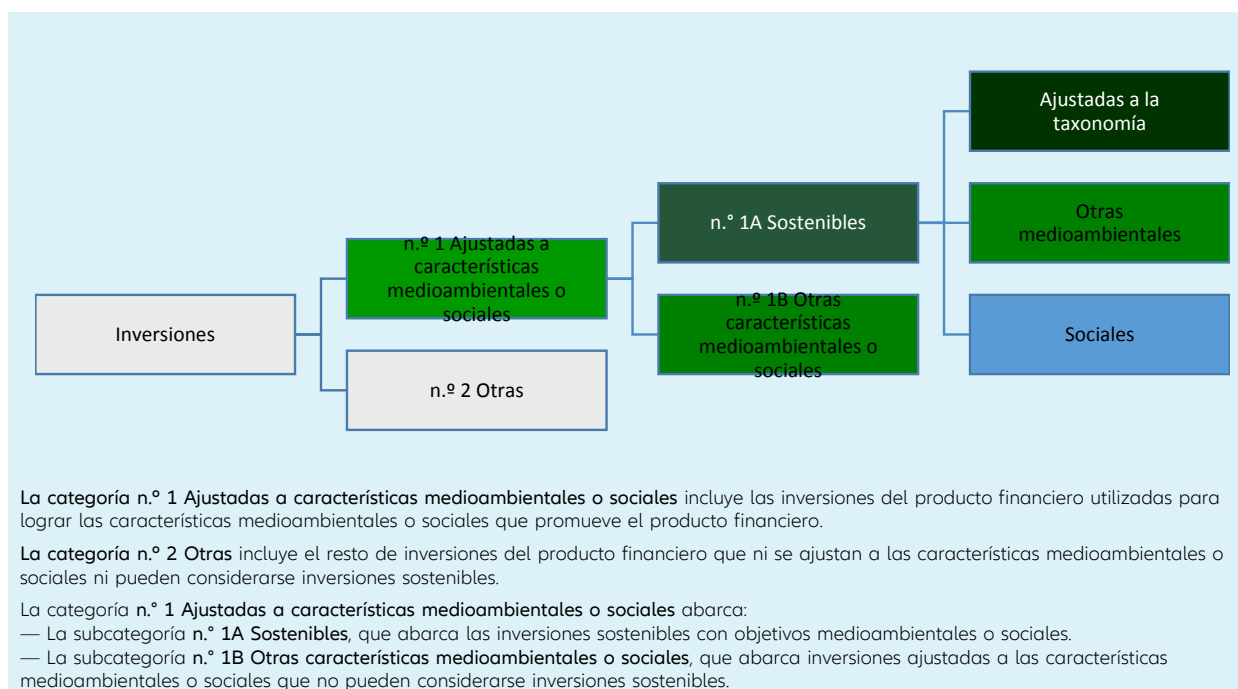 Ajustadas a la
taxonomía
n.° 1A Sostenibles
Otras
medioambientales
n.º 1 Ajustadas a
características
medioambientales o
sociales
Inversiones
n.º 1B Otras
características
medioambientales o
sociales
Sociales
n.º 2 Otras
La categoría n.º 1 Ajustadas a características medioambientales o sociales incluye las inversiones del producto financiero utilizadas para
lograr las características medioambientales o sociales que promueve el producto financiero.
La categoría n.º 2 Otras incluye el resto de inversiones del producto financiero que ni se ajustan a las características medioambientales o
sociales ni pueden considerarse inversiones sostenibles.
La categoría n.° 1 Ajustadas a características medioambientales o sociales abarca:
— La subcategoría n.° 1A Sostenibles, que abarca las inversiones sostenibles con objetivos medioambientales o sociales.
— La subcategoría n.° 1B Otras características medioambientales o sociales, que abarca inversiones ajustadas a las características
medioambientales o sociales que no pueden considerarse inversiones sostenibles.